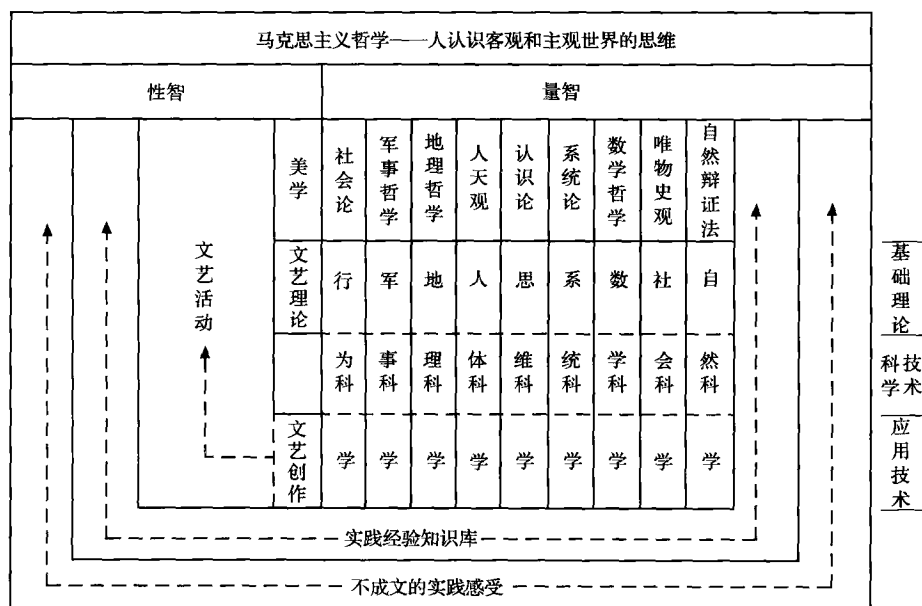 马克思主义哲学——人认识客观和主观世界的思维
性智
量智
文艺活动
美学
社会论
军事哲学
地理哲学
人天观
认识论
系统论
数学哲学
唯物史观
自然辩证法
文艺理论
文艺创作
行为科学
军事科学
地理科学
人体科学
思维科学
系统科学
数学科学
社会科学
自然科学
基础理论
技术科学
应用技术
实践经验知识库
不成文的实践感受